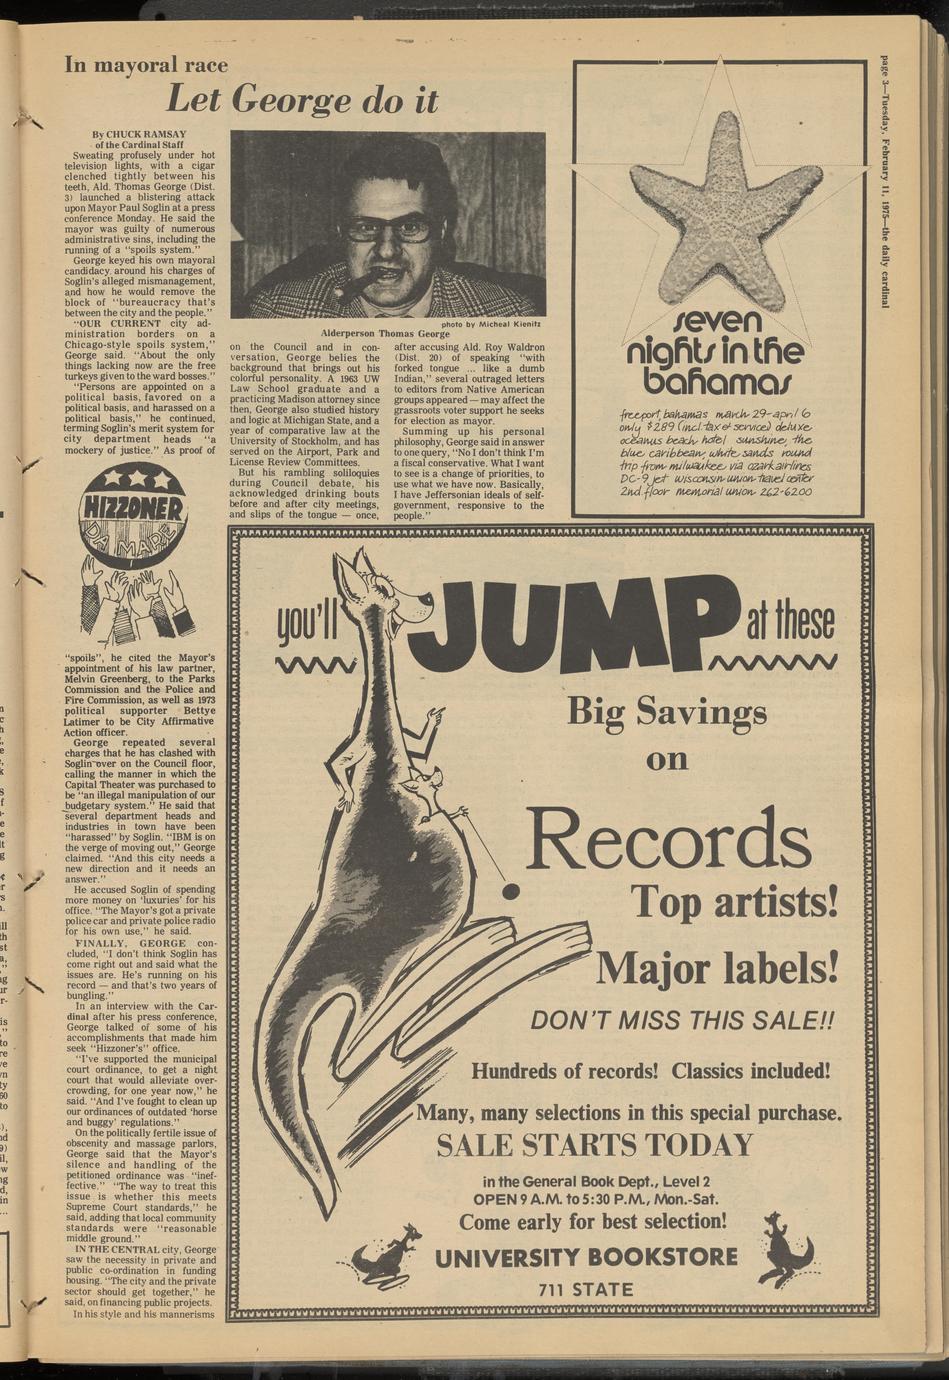 In mayoral race
Let George do it
By CHUCK RAMSAY
of the Cardinal Staff
Sweating profusely under hot
television lights, with a cigar
clenched tightly between his
teeth, Ald. Thomas George (Dist.
3) launched a blistering attack
upon Mayor Paul Soglin at a press
conference Monday. He said the
mayor was guilty of numerous
administrative sins, including the
running of a "spoils system."
George keyed his own mayoral
candidacy around his charges of
Soglin's alleged mismanagement,
and how he would remove the
block of "bureaucracy that's
between the city and the people."
"OUR CURRENT city ad-
ministration borders on a
Chicago-style spoils system,"
George said. "About the only
things lacking now are the free
turkeys given to the ward bosses."
"Persons are appointed on a
political basis, favored on a
political basis, and harassed on a
political basis," he continued,
terming Soglin's merit system for
city department heads "a
mockery of justice." As proof of
HIZZONER
DA MARE
"spoils", he cited the Mayor's
appointment of his law partner,
Melvin Greenberg, to the Parks
Commission and the Police and
Fire Commission, as well as 1973
political supporter Bettye
Latimer to be City Affirmative
Action officer.
George repeated several
charges that he has clashed with
Soglin over on the Council floor,
calling the manner in which the
Capital Theater was purchased to
be "an illegal manipulation of our
budgetary system." He said that
several department heads and
industries in town have been
"harassed" by Soglin. "IBM is on
the verge of moving out," George
claimed. "And this city needs a
new direction and it needs an
answer."
He accused Soglin of spending
more money on 'luxuries' for his
office. "The Mayor's got a private
police car and private police radio
for his own use," he said.
FINALLY, GEORGE con-
cluded, "I don't think Soglin has
come right out and said what the
issues are. He's running on his
record — and that's two years of
bungling."
In an interview with the Car-
dinal after his press conference,
George talked of some of his
accomplishments that made him
seek "Hizzoner's" office.
"I've supported the municipal
court ordinance, to get a night
court that would alleviate over-
crowding, for one year now," he
said. "And I've fought to clean up
our ordinances of outdated 'horse
and buggy' regulations."
On the politically fertile issue of
obscenity and massage parlors,
George said that the Mayor's
silence and handling of the
petitioned ordinance was "inef-
fective." "The way to treat this
issue is whether this meets
Supreme Court standards," he
said, adding that local community
standards were "reasonable
middle ground."
IN THE CENTRAL city, George
saw the necessity in private and
public co-ordination in funding
housing. "The city and the private
sector should get together," he
said, on financing public projects.
In his style and his mannerisms
photo by Micheal Kienitz
Alderperson Thomas George
on the Council and in con-
versation, George belies the
background that brings out his
colorful personality. A 1963 UW
Law School graduate and a
practicing Madison attorney since
then, George also studied history
and logic at Michigan State, and a
year of comparative law at the
University of Stockholm, and has
served on the Airport, Park and
License Review Committees.
But his rambling soliloquies
during Council debate, his
acknowledged drinking bouts
before and after city meetings,
and slips of the tongue — once,
after accusing Ald. Roy Waldron
(Dist. 20) of speaking "with
forked tongue ... like a dumb
Indian," several outraged letters
to editors from Native American
groups appeared — may affect the
grassroots voter support he seeks
for election as mayor.
Summing up his personal
philosophy, George said in answer
to one query, "No I don't think I'm
a fiscal conservative. What I want
to see is a change of priorities, to
use what we have now. Basically,
I have Jeffersonian ideals of self-
government, responsive to the
people."
seven
nights in the
bahamas
freeport, bahamas march 29-april 6
only $289 (incl. tax & service) deluxe
oceanus beach hotel sunshine, the
blue caribbean, white sands round
trip from milwaukee via ozark airlines
DC-9 jet wisconsin union travel center
2nd floor memorial union 262-6200
page 3—Tuesday, February 11, 1975—the daily cardinal
you'll JUMP at these
Big Savings
on
Records
Top artists!
Major labels!
DON'T MISS THIS SALE!!
Hundreds of records! Classics included!
Many, many selections in this special purchase.
SALE STARTS TODAY
in the General Book Dept., Level 2
OPEN 9 A.M. to 5:30 P.M., Mon.-Sat.
Come early for best selection!
UNIVERSITY BOOKSTORE
711 STATE